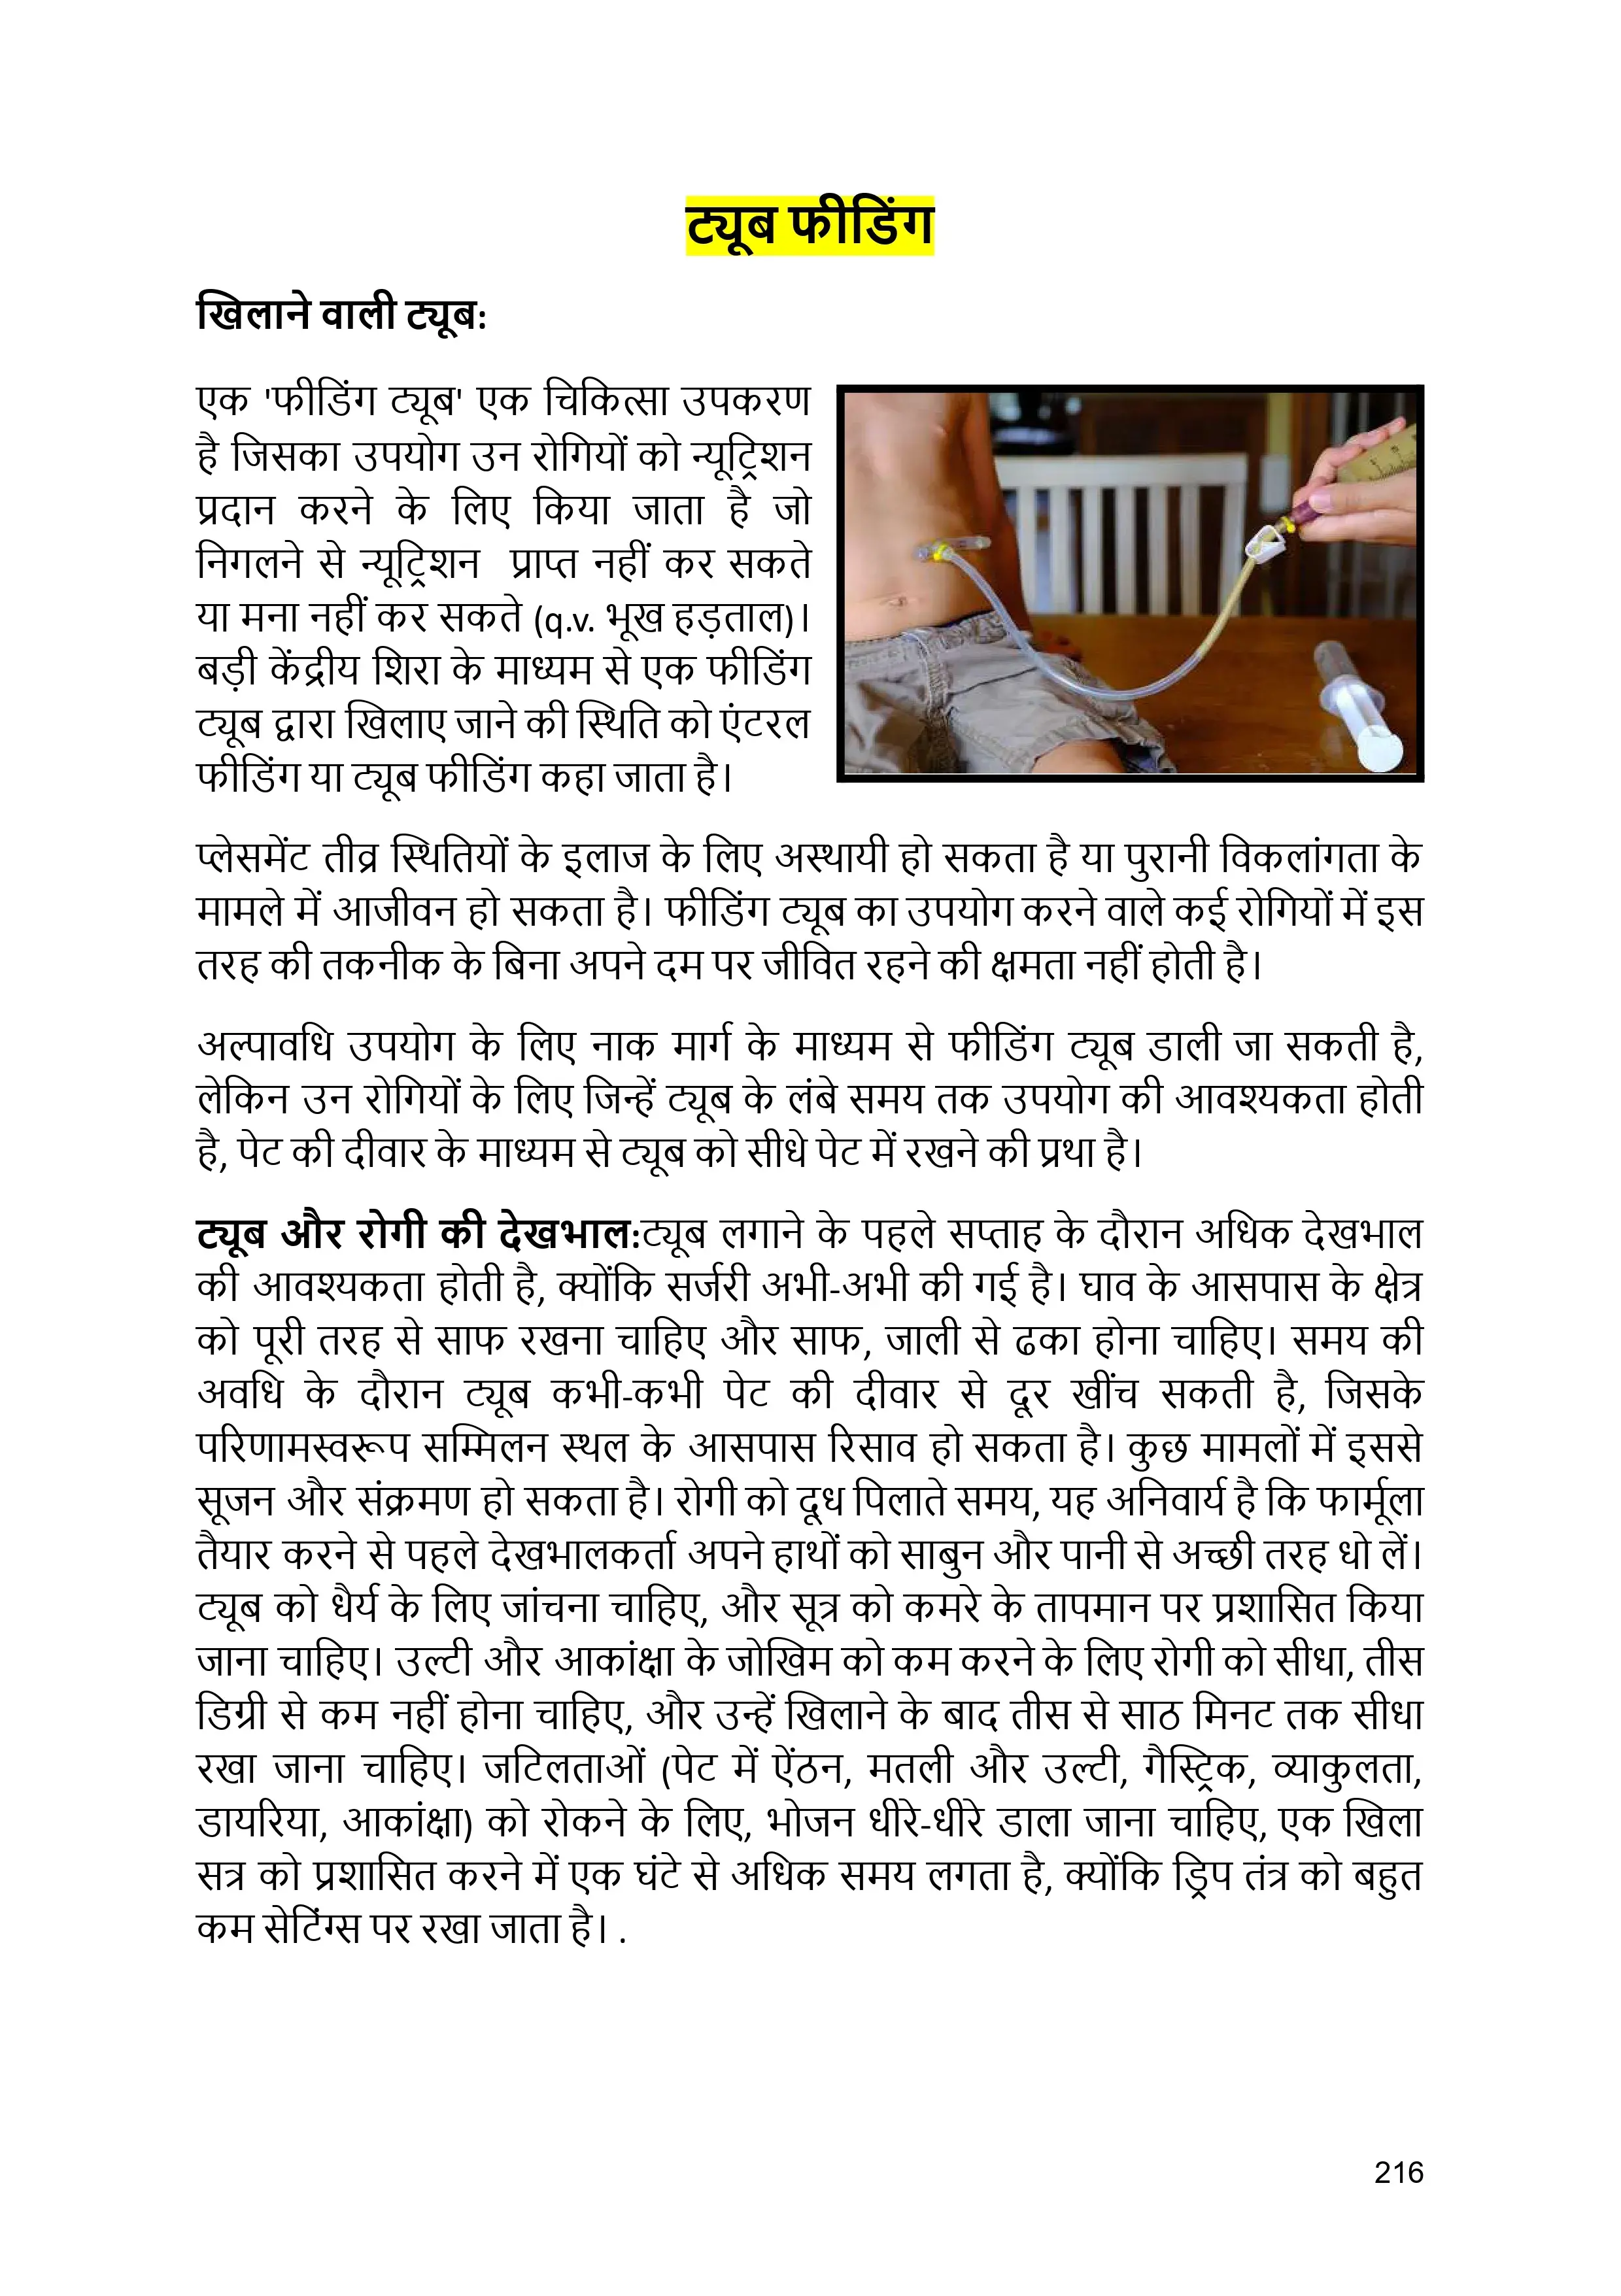 ट्यूब फीडिंग
खिलाने वाली ट्यूब:
एक 'फीडिंग ट्यूब' एक चिकित्सा उपकरण
है जिसका उपयोग उन रोगियों को न्यूट्रिशन
प्रदान करने के लिए किया जाता है जो
निगलने से न्यूट्रिशन प्राप्त नहीं कर सकते
या मना नहीं कर सकते (q.v. भूख हड़ताल)।
बड़ी केंद्रीय शिरा के माध्यम से एक फीडिंग
ट्यूब द्वारा खिलाए जाने की स्थिति को एंटरल
फीडिंग या ट्यूब फीडिंग कहा जाता है।
प्लेसमेंट तीव्र स्थितियों के इलाज के लिए अस्थायी हो सकता है या पुरानी विकलांगता के
मामले में आजीवन हो सकता है। फीडिंग ट्यूब का उपयोग करने वाले कई रोगियों में इस
तरह की तकनीक के बिना अपने दम पर जीवित रहने की क्षमता नहीं होती है।
अल्पावधि उपयोग के लिए नाक मार्ग के माध्यम से फीडिंग ट्यूब डाली जा सकती है,
लेकिन उन रोगियों के लिए जिन्हें ट्यूब के लंबे समय तक उपयोग की आवश्यकता होती
है, पेट की दीवार के माध्यम से ट्यूब को सीधे पेट में रखने की प्रथा है।
ट्यूब और रोगी की देखभाल:ट्यूब लगाने के पहले सप्ताह के दौरान अधिक देखभाल
की आवश्यकता होती है, क्योंकि सर्जरी अभी-अभी की गई है। घाव के आसपास के क्षेत्र
को पूरी तरह से साफ रखना चाहिए और साफ, जाली से ढका होना चाहिए। समय की
अवधि के दौरान ट्यूब कभी-कभी पेट की दीवार से दूर खींच सकती है, जिसके
परिणामस्वरूप सम्मिलन स्थल के आसपास रिसाव हो सकता है। कुछ मामलों में इससे
सूजन और संक्रमण हो सकता है। रोगी को दूध पिलाते समय, यह अनिवार्य है कि फार्मूला
तैयार करने से पहले देखभालकर्ता अपने हाथों को साबुन और पानी से अच्छी तरह धो लें।
ट्यूब को धैर्य के लिए जांचना चाहिए, और सूत्र को कमरे के तापमान पर प्रशासित किया
जाना चाहिए। उल्टी और आकांक्षा के जोखिम को कम करने के लिए रोगी को सीधा, तीस
डिग्री से कम नहीं होना चाहिए, और उन्हें खिलाने के बाद तीस से साठ मिनट तक सीधा
रखा जाना चाहिए। जटिलताओं (पेट में ऐंठन, मतली और उल्टी, गैस्ट्रिक, व्याकुलता,
डायरिया, आकांक्षा) को रोकने के लिए, भोजन धीरे-धीरे डाला जाना चाहिए, एक खिला
सत्र को प्रशासित करने में एक घंटे से अधिक समय लगता है, क्योंकि ड्रिप तंत्र को बहुत
कम सेटिंग्स पर रखा जाता है। .
216